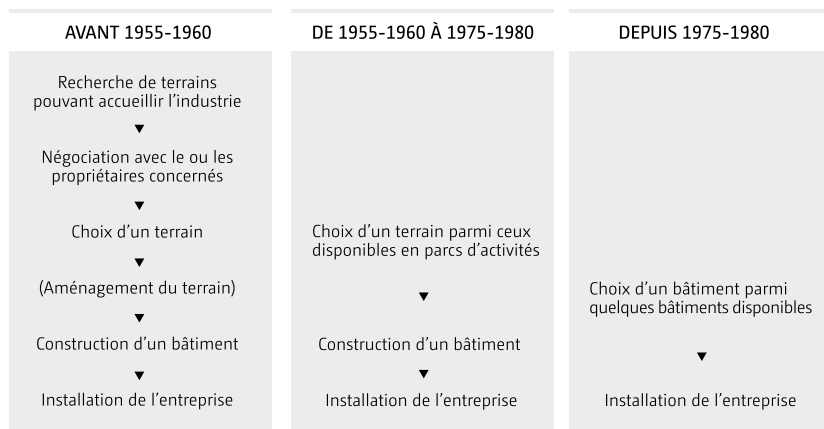 AVANT 1955-1960
Recherche de terrains
pouvant accueillir l'industrie
▼
Négociation avec le ou les
propriétaires concernés
▼
Choix d'un terrain
▼
(Aménagement du terrain)
▼
Construction d'un bâtiment
▼
Installation de l'entreprise
DE 1955-1960 À 1975-1980
Choix d'un terrain parmi ceux
disponibles en parcs d'activités
▼
Construction d'un bâtiment
▼
Installation de l'entreprise
DEPUIS 1975-1980
Choix d'un bâtiment parmi
quelques bâtiments disponibles
▼
Installation de l'entreprise